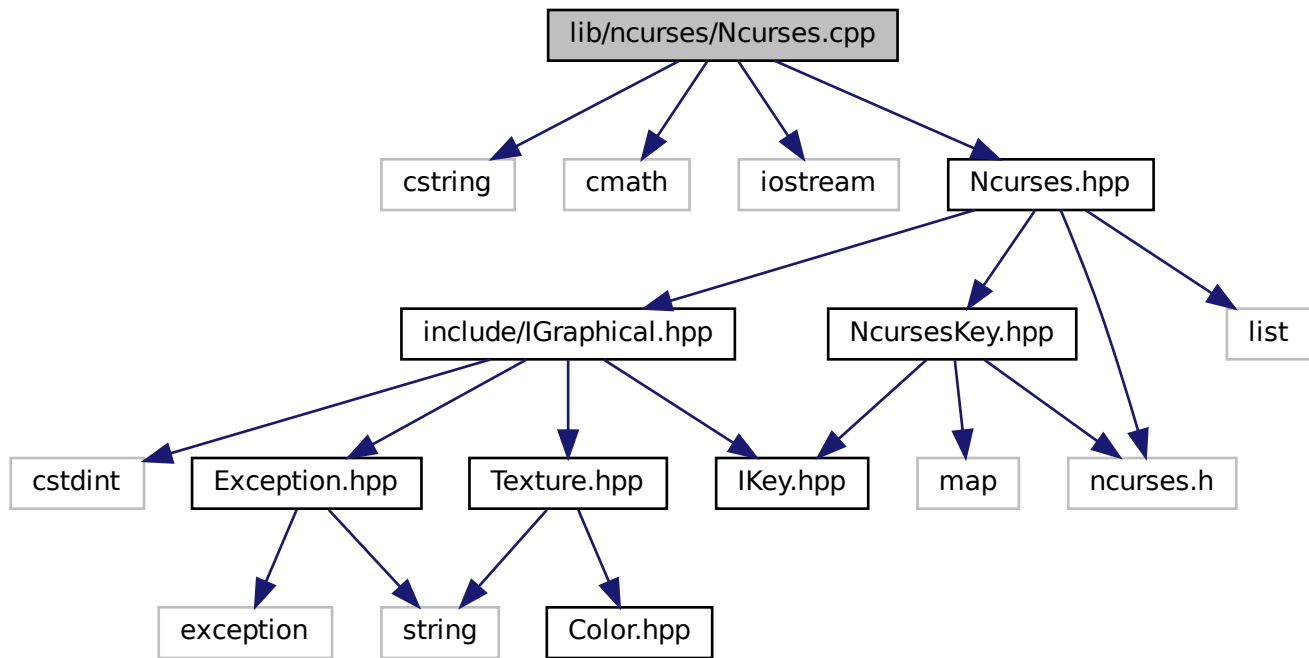 lib/ncurses/Ncurses.cpp
cstring
cmath
iostream
Ncurses.hpp
include/IGraphical.hpp
NcursesKey.hpp
list
cstdint
Exception.hpp
Texture.hpp
IKey.hpp
map
ncurses.h
exception
string
Color.hpp